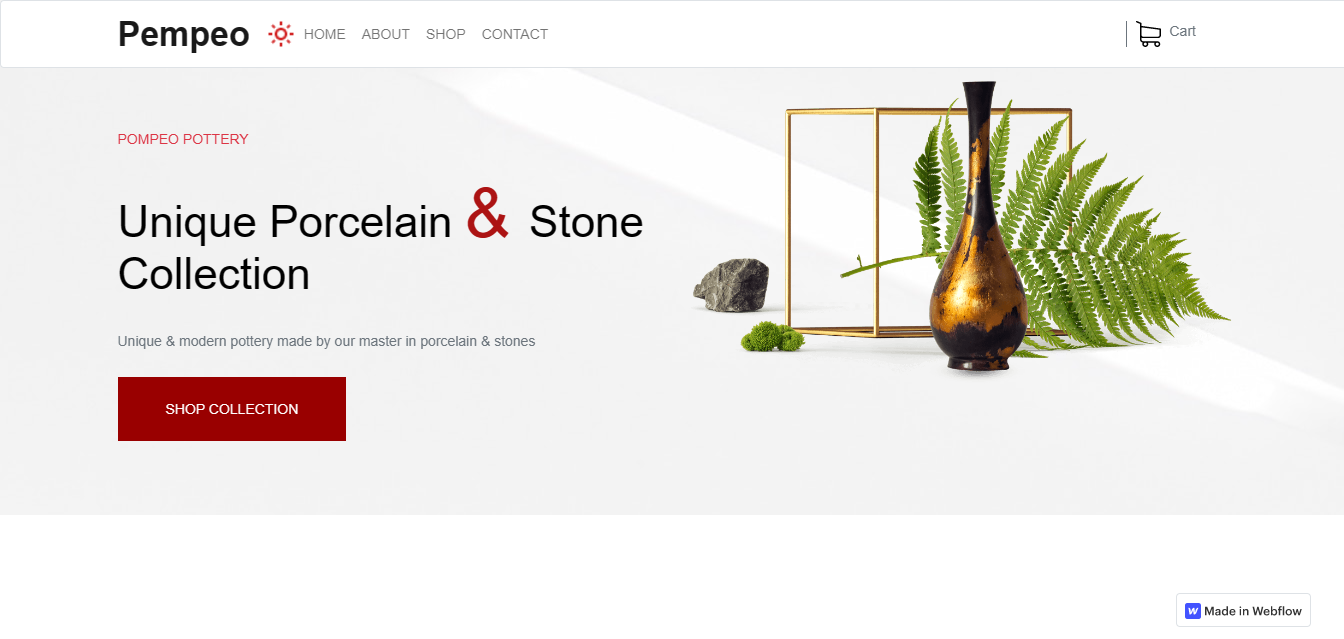 Pempeo HOME ABOUT SHOP CONTACT Cart
POMPEO POTTERY
Unique Porcelain & Stone
Collection
Unique & modern pottery made by our master in porcelain & stones
SHOP COLLECTION
Made in Webflow